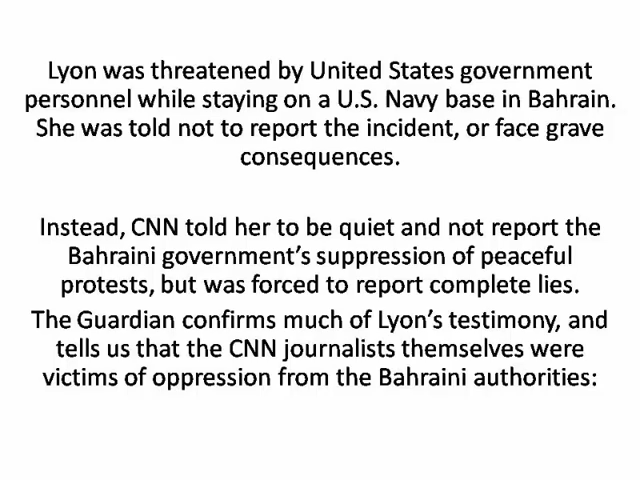 Lyon was threatened by United States government
personnel while staying on a U.S. Navy base in Bahrain.
She was told not to report the incident, or face grave
consequences.
Instead, CNN told her to be quiet and not report the
Bahraini government's suppression of peaceful
protests, but was forced to report complete lies.
The Guardian confirms much of Lyon's testimony, and
tells us that the CNN journalists themselves were
victims of oppression from the Bahraini authorities: